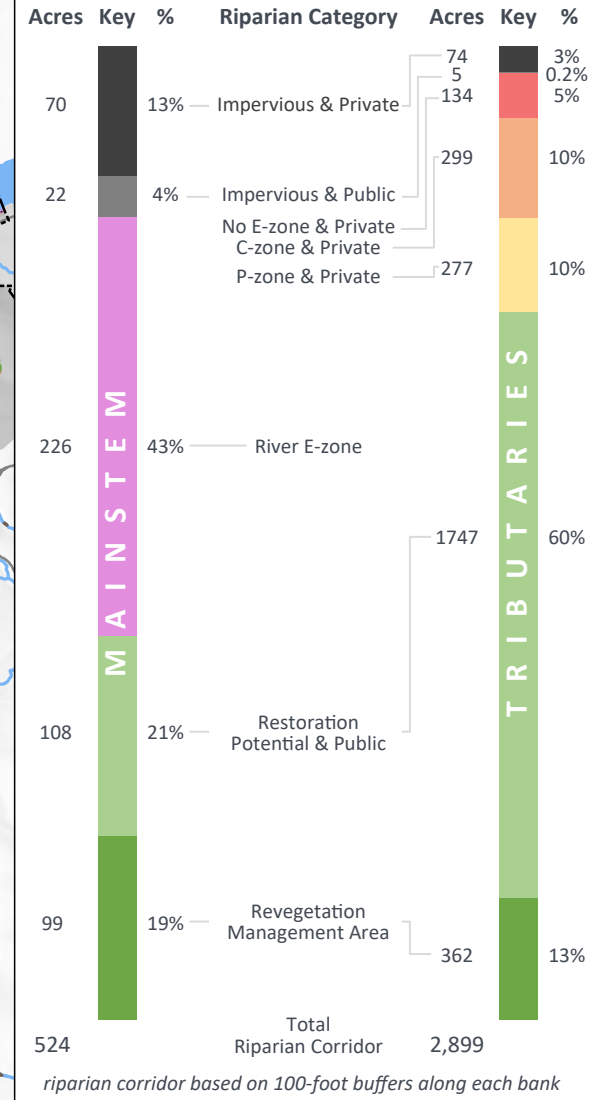 Acres Key % Riparian Category Acres Key %
74 3%
5 0.2%
70 13% Impervious & Private 134 5%
299 10%
22 4% Impervious & Public
No E-zone & Private
C-zone & Private
P-zone & Private 277 10%
MAINSTEM
TRIBUTARIES
226 43% River E-zone
1747 60%
108 21% Restoration
Potential & Public
99 19% Revegetation
Management Area
362 13%
Total
524 Riparian Corridor 2,899
riparian corridor based on 100-foot buffers along each bank